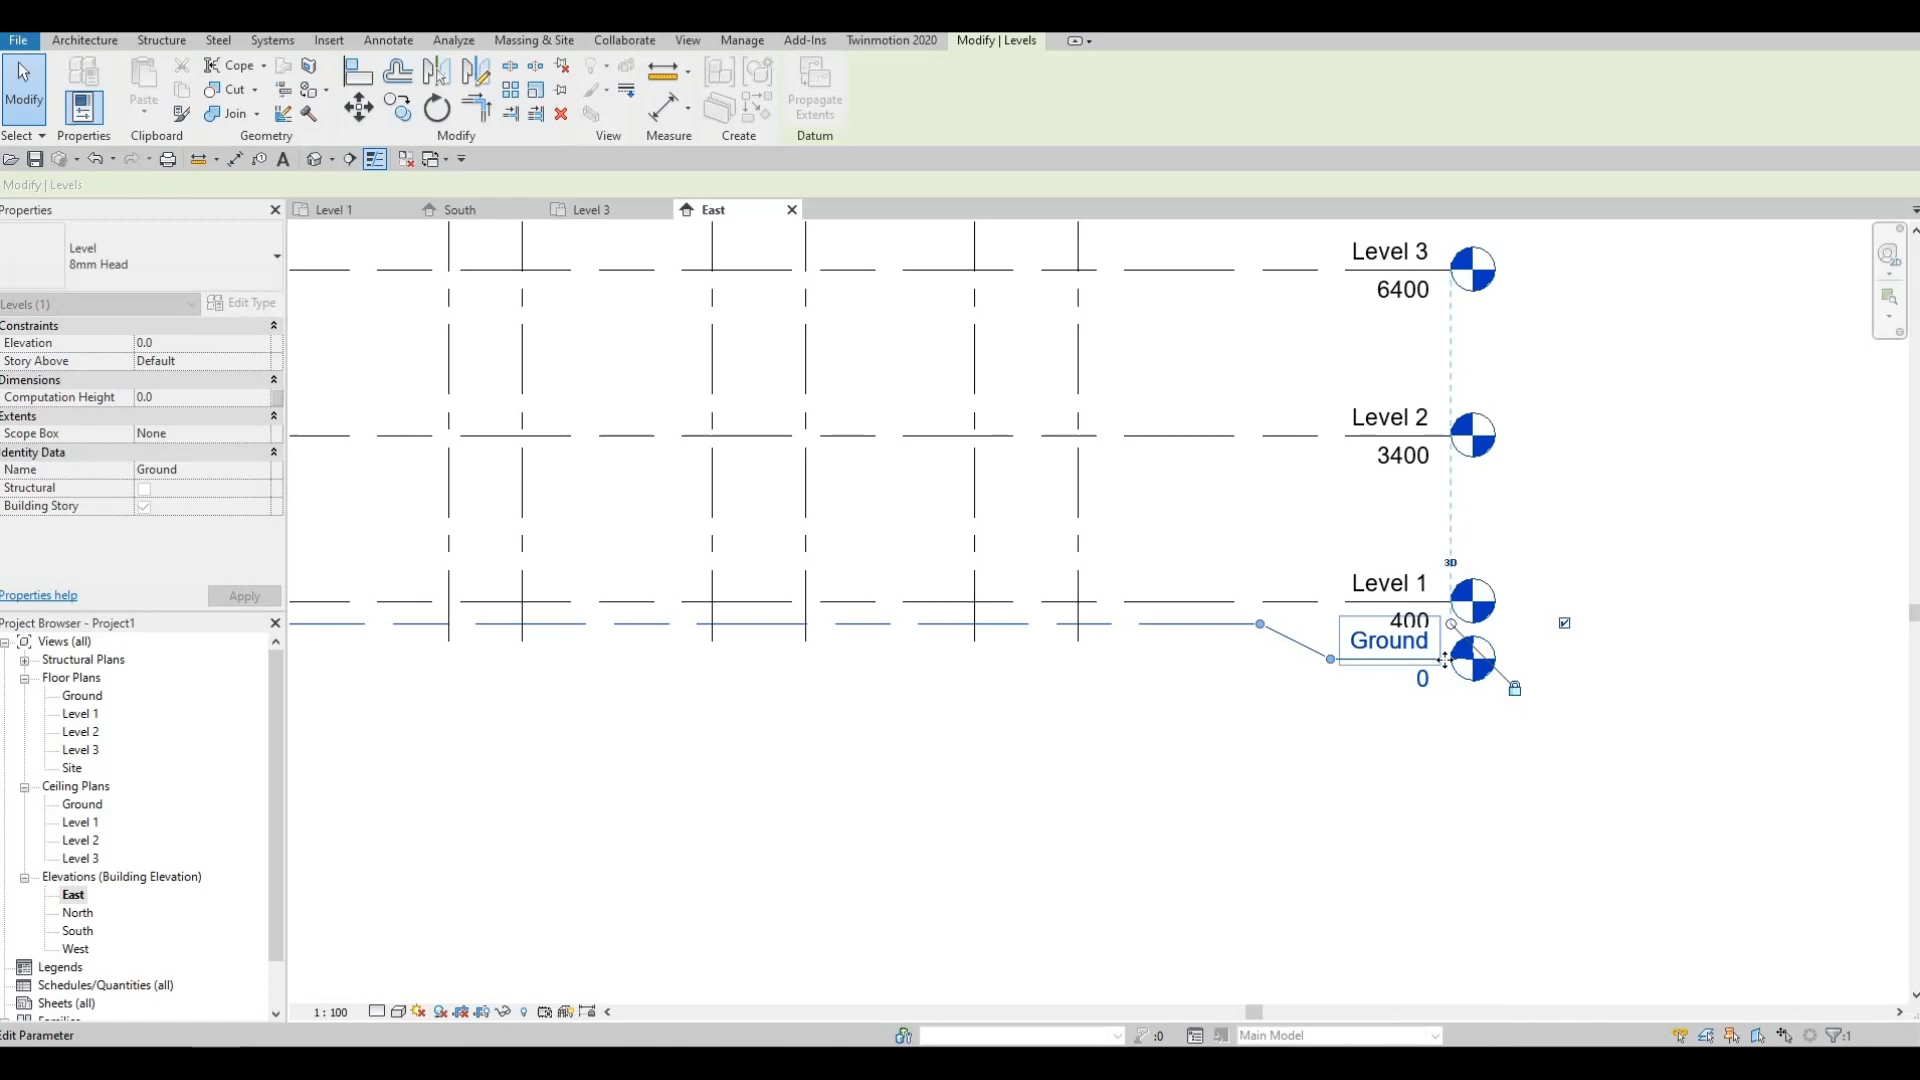 File Architecture Structure Steel Systems Insert Annotate Analyze Massing & Site Collaborate View Manage Add-Ins Twinmotion 2020 Modify | Levels
Modify
Paste
Cope
Cut
Join
Propagate
Extents
Select Properties Clipboard Geometry Modify View Measure Create Datum
Modify | Levels
Properties
Level 1 South Level 3 East
Level
8mm Head
Levels (1) Edit Type
Constraints
Elevation 0.0
Story Above Default
Dimensions
Computation Height 0.0
Extents
Scope Box None
Identity Data
Name Ground
Structural
Building Story
Properties help Apply
Project Browser - Project1
Views (all)
Structural Plans
Floor Plans
Ground
Level 1
Level 2
Level 3
Site
Ceiling Plans
Ground
Level 1
Level 2
Level 3
Elevations (Building Elevation)
East
North
South
West
Legends
Schedules/Quantities (all)
Sheets (all)
Level 3
6400
Level 2
3400
3D
Level 1
400
Ground
0
2D
1 : 100
Edit Parameter
:0
Main Model
:1